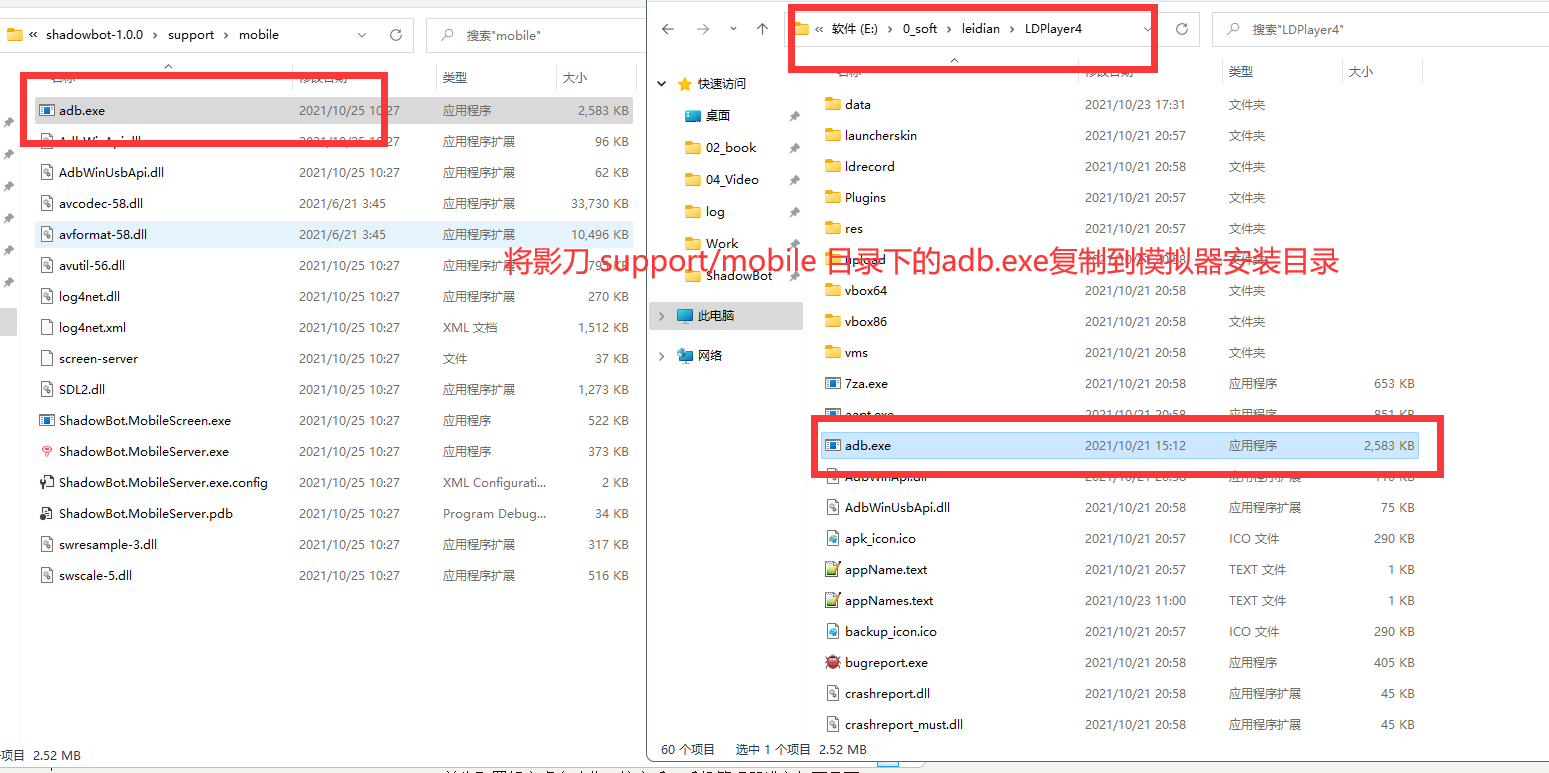 « shadowbot-1.0.0 › support › mobile
搜索"mobile"
名称 修改日期 类型 大小
adb.exe 2021/10/25 10:27 应用程序 2,583 KB
AdbWinApi.dll 2021/10/25 10:27 应用程序扩展 96 KB
AdbWinUsbApi.dll 2021/10/25 10:27 应用程序扩展 62 KB
avcodec-58.dll 2021/6/21 3:45 应用程序扩展 33,730 KB
avformat-58.dll 2021/6/21 3:45 应用程序扩展 10,496 KB
avutil-56.dll 2021/10/25 10:27 应用程序扩展 KB
log4net.dll 2021/10/25 10:27 应用程序扩展 270 KB
log4net.xml 2021/10/25 10:27 XML 文档 1,512 KB
screen-server 2021/10/25 10:27 文件 37 KB
SDL2.dll 2021/10/25 10:27 应用程序扩展 1,273 KB
ShadowBot.MobileScreen.exe 2021/10/25 10:27 应用程序 522 KB
ShadowBot.MobileServer.exe 2021/10/25 10:27 应用程序 373 KB
ShadowBot.MobileServer.exe.config 2021/10/25 10:27 XML Configurati... 2 KB
ShadowBot.MobileServer.pdb 2021/10/25 10:27 Program Debug... 34 KB
swresample-3.dll 2021/10/25 10:27 应用程序扩展 317 KB
swscale-5.dll 2021/10/25 10:27 应用程序扩展 516 KB
项目 2.52 MB
« 软件 (E:) › 0_soft › leidian › LDPlayer4
搜索"LDPlayer4"
快速访问
桌面
02_book
04_Video
log
Work
ShadowBot
此电脑
网络
名称 修改日期 类型 大小
data 2021/10/23 17:31 文件夹
launcherskin 2021/10/21 20:57 文件夹
ldrecord 2021/10/21 20:58 文件夹
Plugins 2021/10/21 20:57 文件夹
res 2021/10/21 20:57 文件夹
将影刀 support/mobile 目录下的adb.exe复制到模拟器安装目录
upload
vbox64 2021/10/21 20:58 文件夹
vbox86 2021/10/21 20:58 文件夹
vms 2021/10/21 20:58 文件夹
7za.exe 2021/10/21 20:58 应用程序 653 KB
aapt.exe 2021/10/21 20:58 应用程序 851 KB
adb.exe 2021/10/21 15:12 应用程序 2,583 KB
AdbWinApi.dll 2021/10/21 20:58 应用程序扩展 110 KB
AdbWinUsbApi.dll 2021/10/21 20:58 应用程序扩展 75 KB
apk_icon.ico 2021/10/21 20:57 ICO 文件 290 KB
appName.text 2021/10/21 20:57 TEXT 文件 1 KB
appNames.text 2021/10/23 11:00 TEXT 文件 1 KB
backup_icon.ico 2021/10/21 20:57 ICO 文件 290 KB
bugreport.exe 2021/10/21 20:58 应用程序 405 KB
crashreport.dll 2021/10/21 20:58 应用程序扩展 45 KB
crashreport_must.dll 2021/10/21 20:58 应用程序扩展 45 KB
60 个项目 选中 1 个项目 2.52 MB